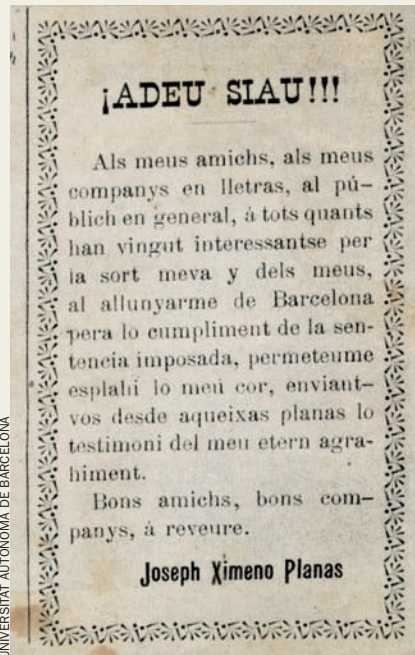 ¡ADEU SIAU!!!
Als meus amichs, als meus
companys en lletras, al pú-
blich en general, á tots quants
han vingut interessantse per
la sort meva y dels meus,
al allunyarme de Barcelona
pera lo cumpliment de la sen-
tencia imposada, permeteume
esplahi lo meu cor, enviant-
vos desde aqueixas planas lo
testimoni del meu etern agra-
himent.
Bons amichs, bons com-
panys, á reveure.
Joseph Ximeno Planas
UNIVERSITAT AUTÒNOMA DE BARCELONA